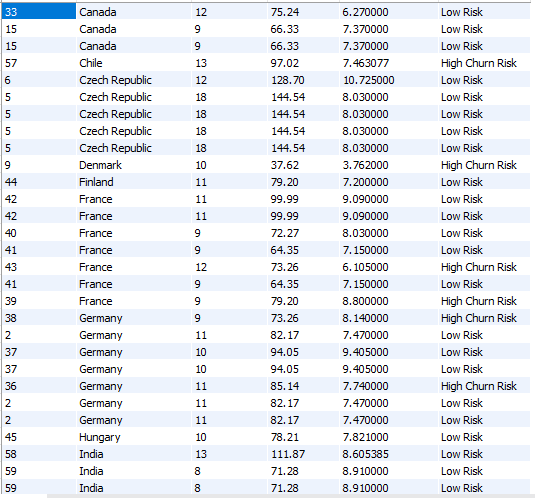 33 Canada 12 75.24 6.270000 Low Risk
15 Canada 9 66.33 7.370000 Low Risk
15 Canada 9 66.33 7.370000 Low Risk
57 Chile 13 97.02 7.463077 High Churn Risk
6 Czech Republic 12 128.70 10.725000 Low Risk
5 Czech Republic 18 144.54 8.030000 Low Risk
5 Czech Republic 18 144.54 8.030000 Low Risk
5 Czech Republic 18 144.54 8.030000 Low Risk
5 Czech Republic 18 144.54 8.030000 Low Risk
9 Denmark 10 37.62 3.762000 High Churn Risk
44 Finland 11 79.20 7.200000 Low Risk
42 France 11 99.99 9.090000 Low Risk
42 France 11 99.99 9.090000 Low Risk
40 France 9 72.27 8.030000 Low Risk
41 France 9 64.35 7.150000 Low Risk
43 France 12 73.26 6.105000 High Churn Risk
41 France 9 64.35 7.150000 Low Risk
39 France 9 79.20 8.800000 High Churn Risk
38 Germany 9 73.26 8.140000 High Churn Risk
2 Germany 11 82.17 7.470000 Low Risk
37 Germany 10 94.05 9.405000 Low Risk
37 Germany 10 94.05 9.405000 Low Risk
36 Germany 11 85.14 7.740000 High Churn Risk
2 Germany 11 82.17 7.470000 Low Risk
2 Germany 11 82.17 7.470000 Low Risk
45 Hungary 10 78.21 7.821000 Low Risk
58 India 13 111.87 8.605385 Low Risk
59 India 8 71.28 8.910000 Low Risk
59 India 8 71.28 8.910000 Low Risk